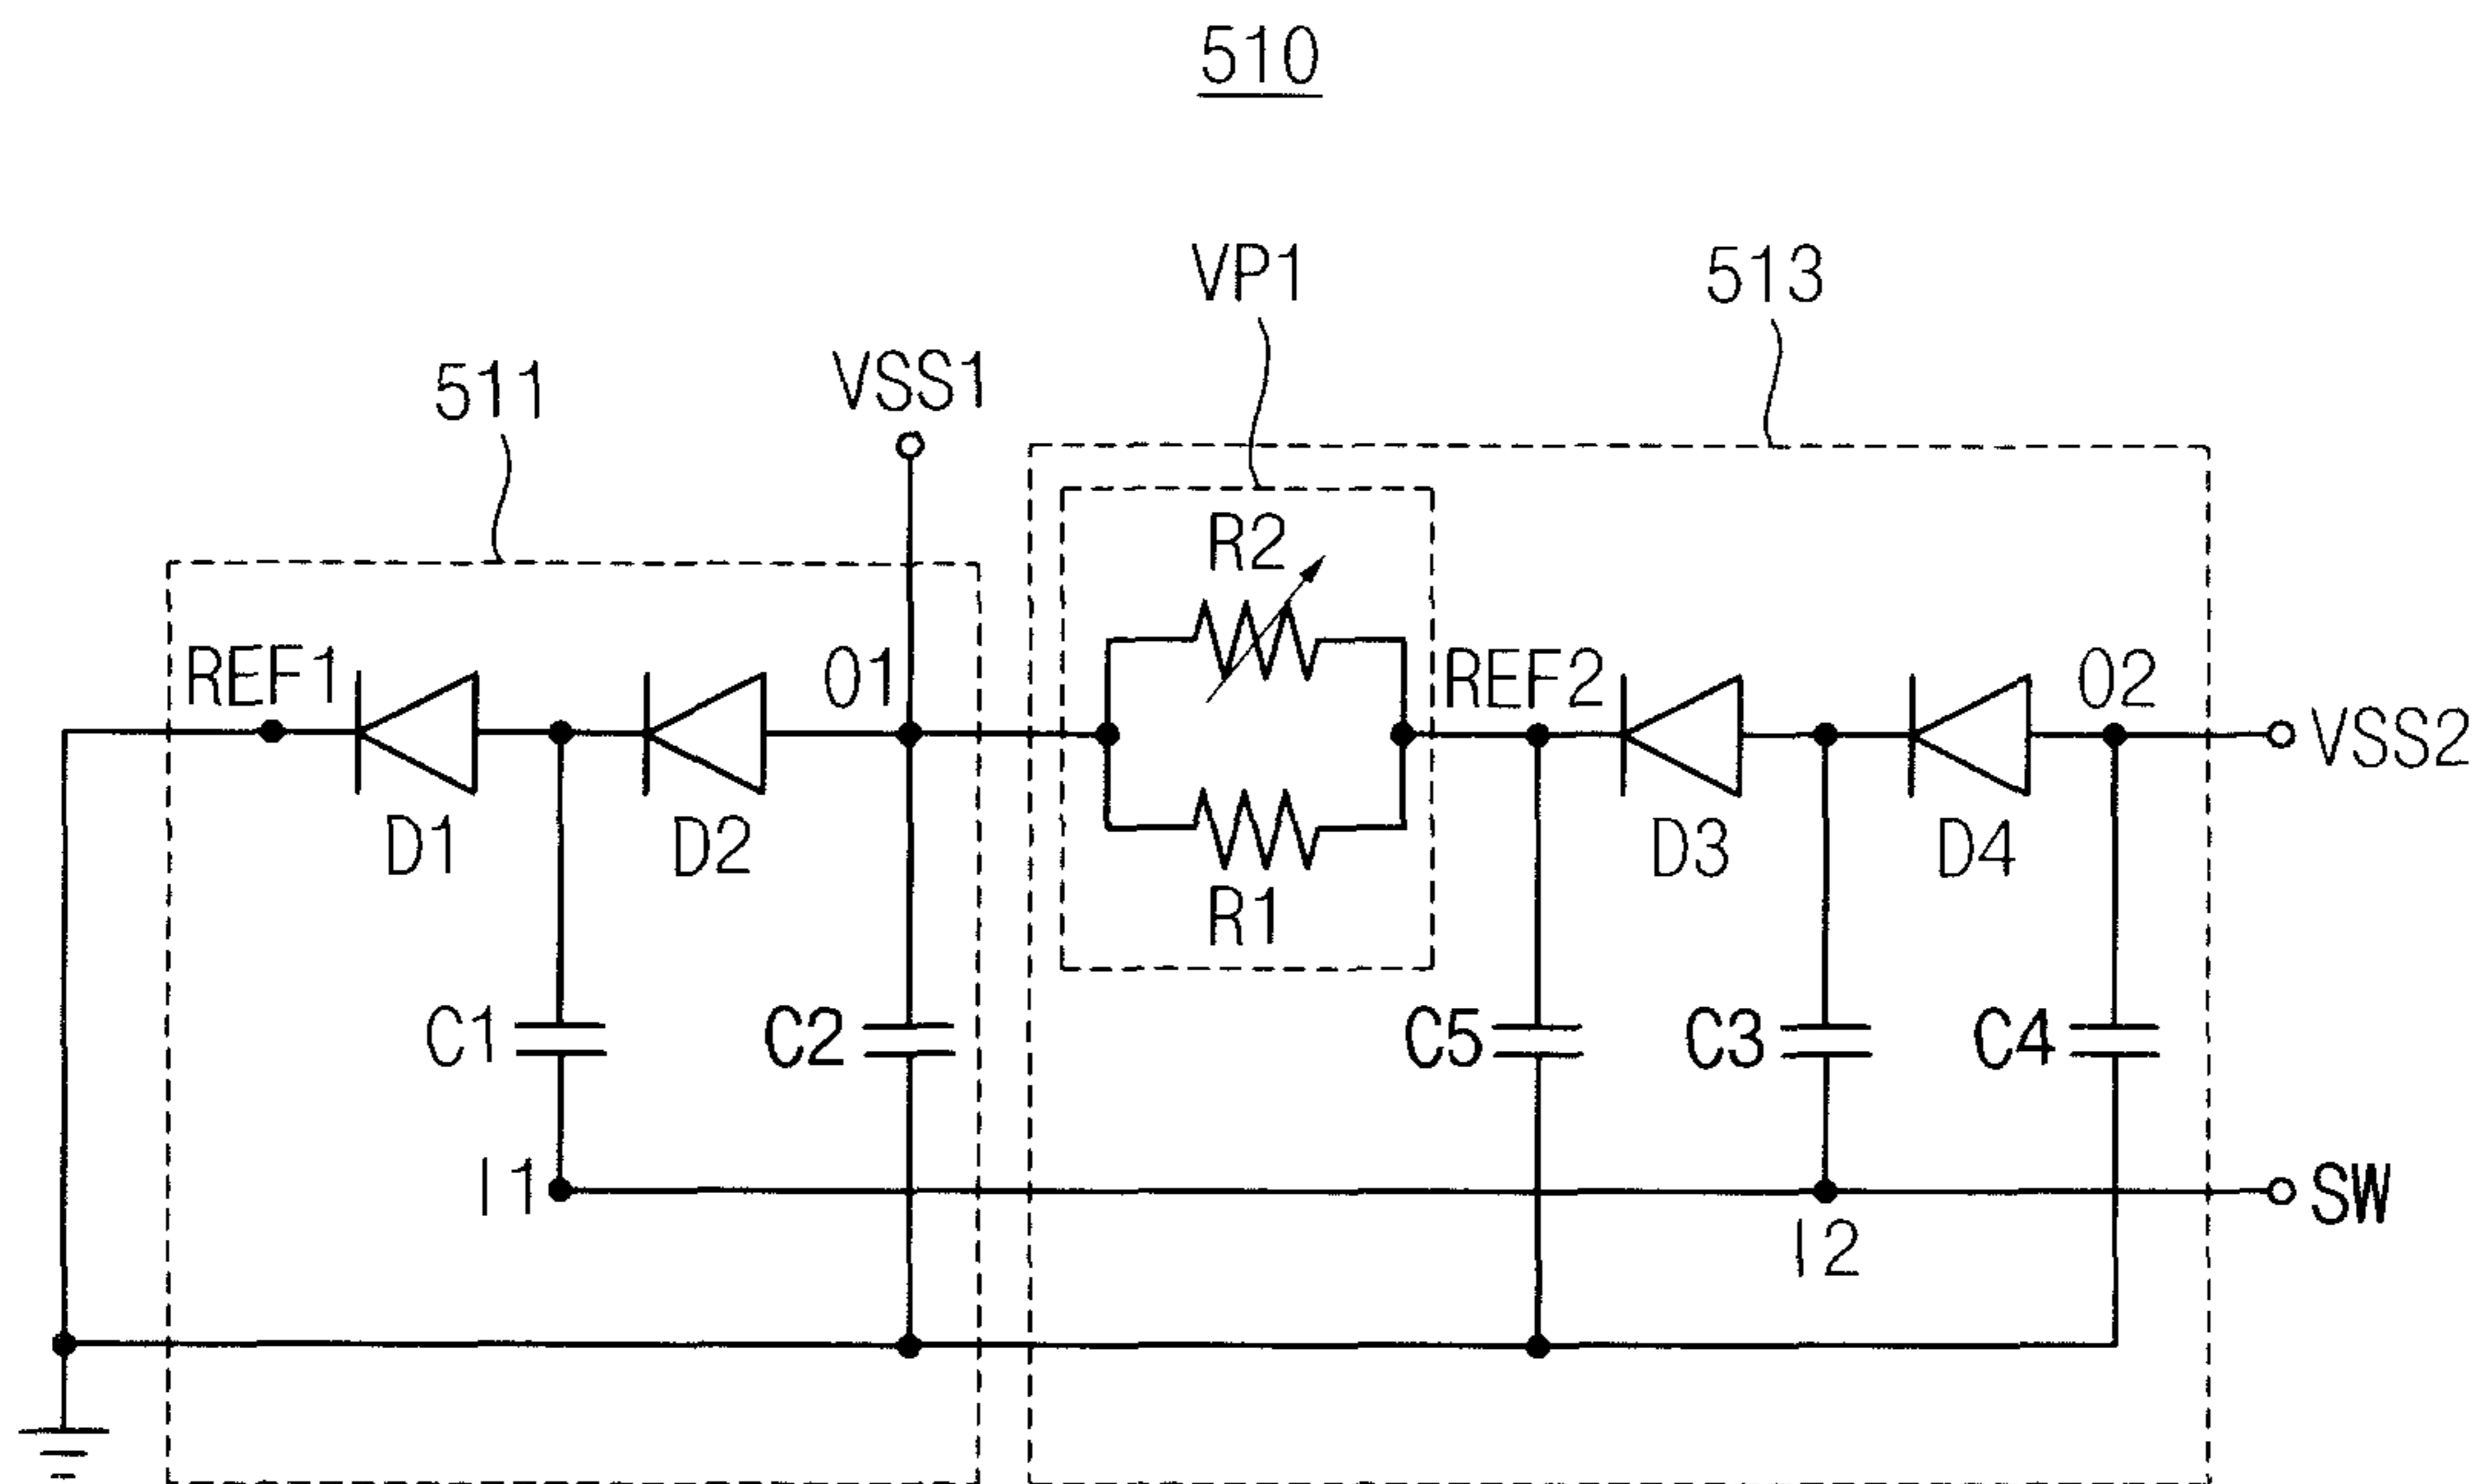 510
VP1
513
511
VSS1
R2
REF1
O1
REF2
O2
VSS2
D1
D2
R1
D3
D4
C1
C2
C5
C3
C4
I1
SW
I2